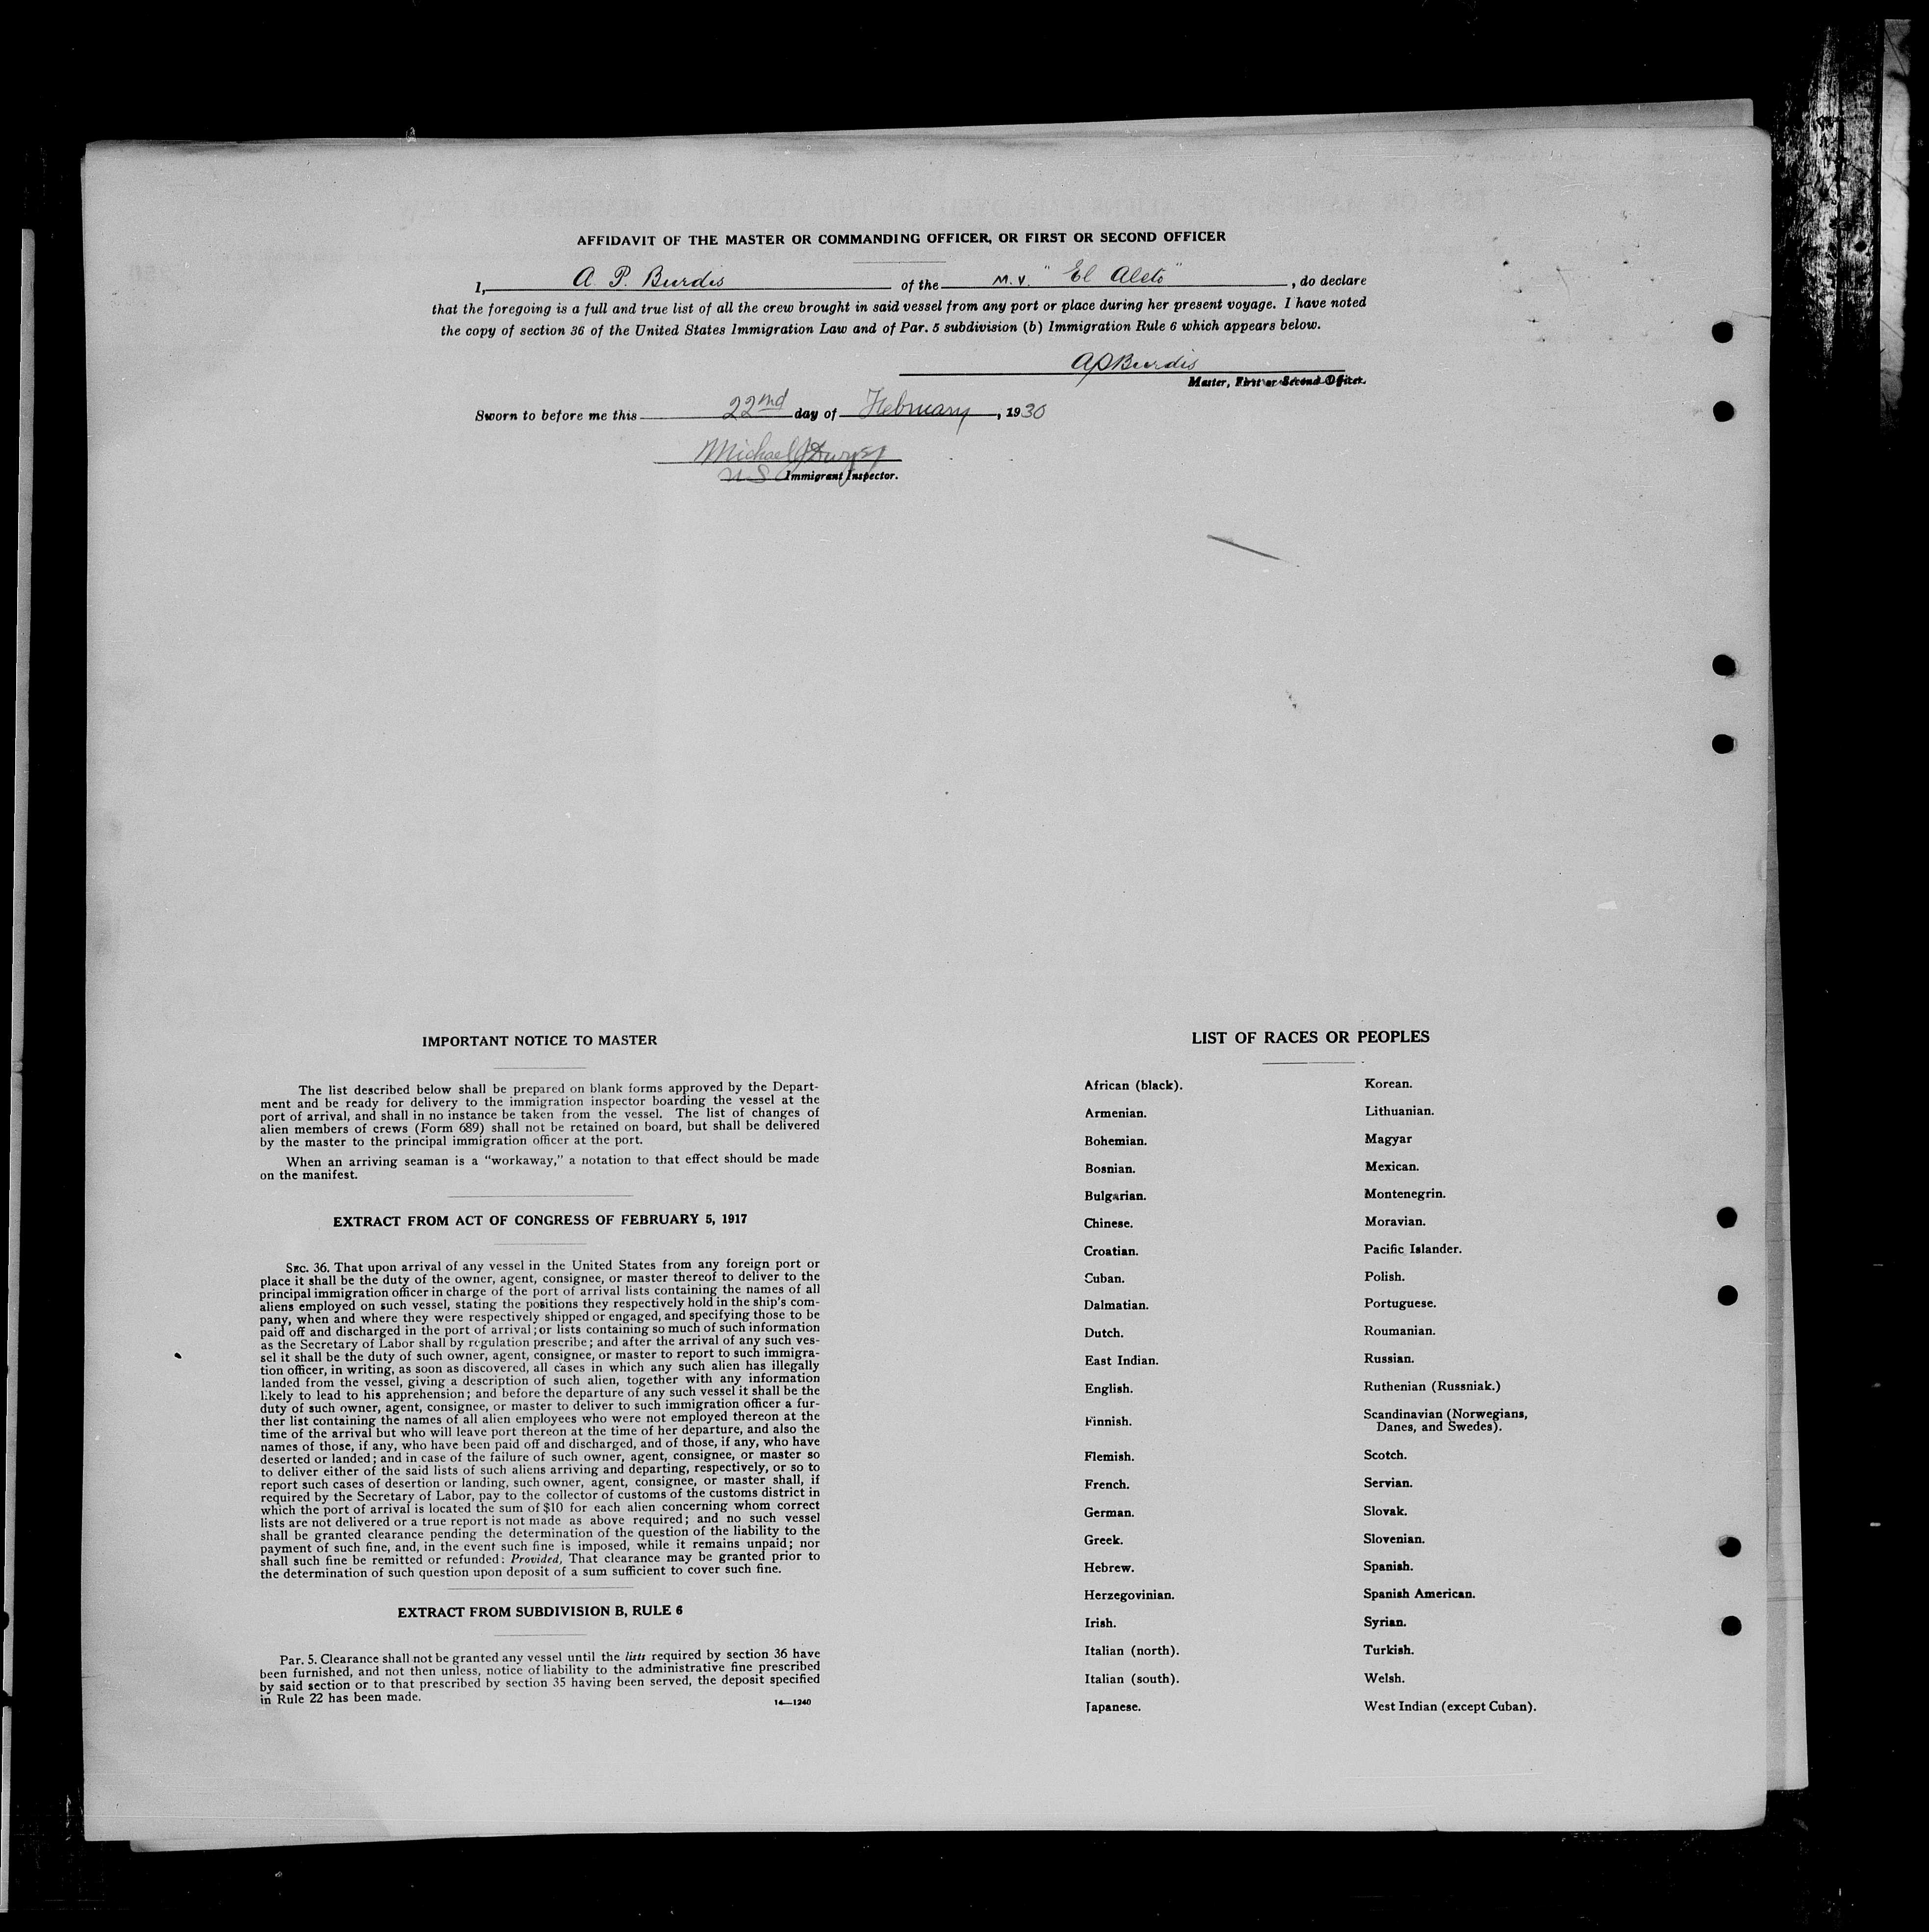 AFFIDAVIT OF THE MASTER OR COMMANDING OFFICER, OR FIRST OR SECOND OFFICER
I, A. P. Burdis of the M.V. "El Aleto", do declare
that the foregoing is a full and true list of all the crew brought in said vessel from any port or place during her present voyage. I have noted
the copy of section 36 of the United States Immigration Law and of Par. 5 subdivision (b) Immigration Rule 6 which appears below.
A P Burdis
Master, First or Second Officer.
Sworn to before me this 22nd day of February, 1930
Michael
U S Immigrant Inspector.
IMPORTANT NOTICE TO MASTER
The list described below shall be prepared on blank forms approved by the Depart-
ment and be ready for delivery to the immigration inspector boarding the vessel at the
port of arrival, and shall in no instance be taken from the vessel. The list of changes of
alien members of crews (Form 689) shall not be retained on board, but shall be delivered
by the master to the principal immigration officer at the port.
When an arriving seaman is a "workaway," a notation to that effect should be made
on the manifest.
EXTRACT FROM ACT OF CONGRESS OF FEBRUARY 5, 1917
SEC. 36. That upon arrival of any vessel in the United States from any foreign port or
place it shall be the duty of the owner, agent, consignee, or master thereof to deliver to the
principal immigration officer in charge of the port of arrival lists containing the names of all
aliens employed on such vessel, stating the positions they respectively hold in the ship's com-
pany, when and where they were respectively shipped or engaged, and specifying those to be
paid off and discharged in the port of arrival; or lists containing so much of such information
as the Secretary of Labor shall by regulation prescribe; and after the arrival of any such ves-
sel it shall be the duty of such owner, agent, consignee, or master to report to such immigra-
tion officer, in writing, as soon as discovered, all cases in which any such alien has illegally
landed from the vessel, giving a description of such alien, together with any information
likely to lead to his apprehension; and before the departure of any such vessel it shall be the
duty of such owner, agent, consignee, or master to deliver to such immigration officer a fur-
ther list containing the names of all alien employees who were not employed thereon at the
time of the arrival but who will leave port thereon at the time of her departure, and also the
names of those, if any, who have been paid off and discharged, and of those, if any, who have
deserted or landed; and in case of the failure of such owner, agent, consignee, or master so
to deliver either of the said lists of such aliens arriving and departing, respectively, or so to
report such cases of desertion or landing, such owner, agent, consignee, or master shall, if
required by the Secretary of Labor, pay to the collector of customs of the customs district in
which the port of arrival is located the sum of $10 for each alien concerning whom correct
lists are not delivered or a true report is not made as above required; and no such vessel
shall be granted clearance pending the determination of the question of the liability to the
payment of such fine, and, in the event such fine is imposed, while it remains unpaid; nor
shall such fine be remitted or refunded: Provided, That clearance may be granted prior to
the determination of such question upon deposit of a sum sufficient to cover such fine.
EXTRACT FROM SUBDIVISION B, RULE 6
Par. 5. Clearance shall not be granted any vessel until the lists required by section 36 have
been furnished, and not then unless, notice of liability to the administrative fine prescribed
by said section or to that prescribed by section 35 having been served, the deposit specified
in Rule 22 has been made.
14—1240
LIST OF RACES OR PEOPLES
African (black).
Armenian.
Bohemian.
Bosnian.
Bulgarian.
Chinese.
Croatian.
Cuban.
Dalmatian.
Dutch.
East Indian.
English.
Finnish.
Flemish.
French.
German.
Greek.
Hebrew.
Herzegovinian.
Irish.
Italian (north).
Italian (south).
Japanese.
Korean.
Lithuanian.
Magyar
Mexican.
Montenegrin.
Moravian.
Pacific Islander.
Polish.
Portuguese.
Roumanian.
Russian.
Ruthenian (Russniak.)
Scandinavian (Norwegians,
Danes, and Swedes).
Scotch.
Servian.
Slovak.
Slovenian.
Spanish.
Spanish American.
Syrian.
Turkish.
Welsh.
West Indian (except Cuban).